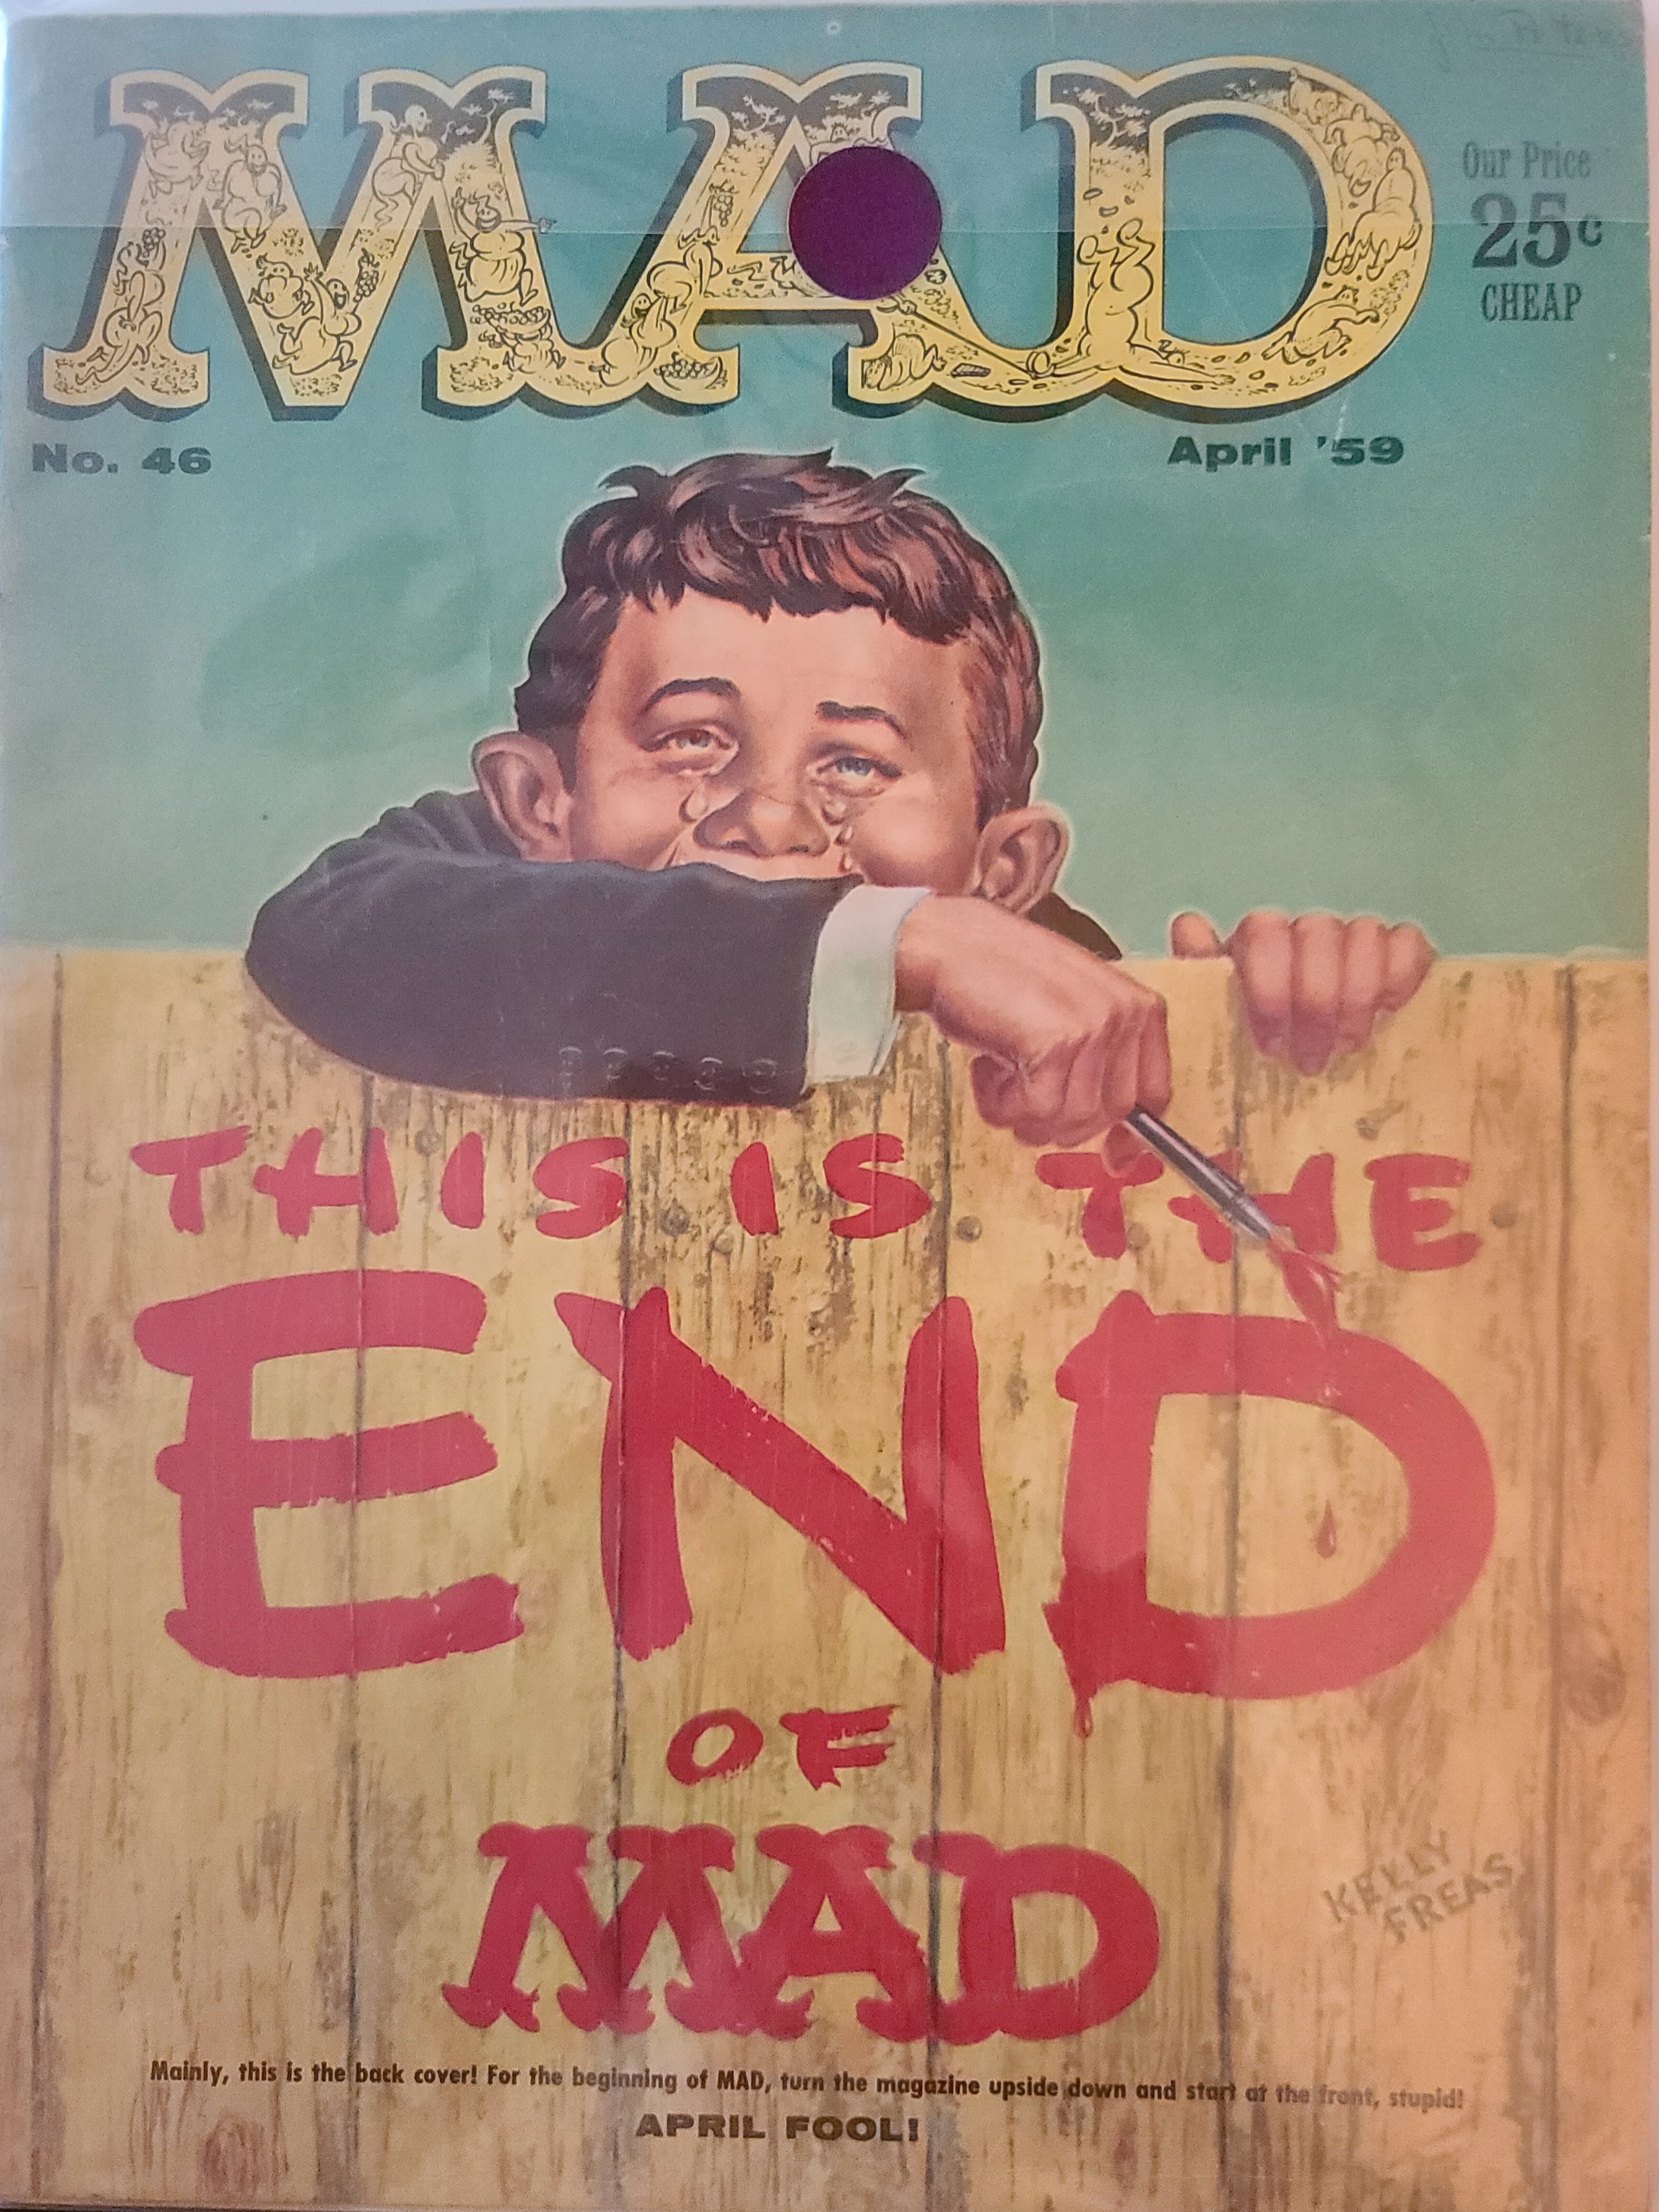 MAD
Our Price
25c
CHEAP
No. 46
April '59
THIS IS THE
END
OF
MAD
KELLY
FREAS
Mainly, this is the back cover! For the beginning of MAD, turn the magazine upside down and start at the front, stupid!
APRIL FOOL!